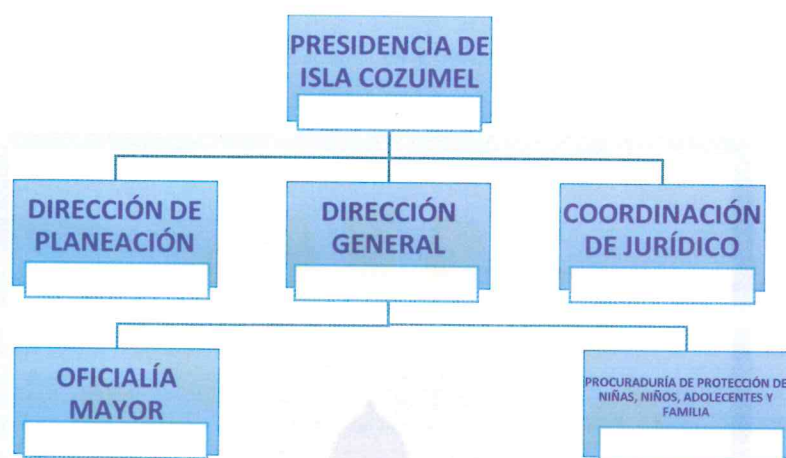 PRESIDENCIA DE
ISLA COZUMEL
DIRECCIÓN DE
PLANEACIÓN
DIRECCIÓN
GENERAL
COORDINACIÓN
DE JURÍDICO
OFICIALÍA
MAYOR
PROCURADURÍA DE PROTECCIÓN DE
NIÑAS, NIÑOS, ADOLECENTES Y
FAMILIA